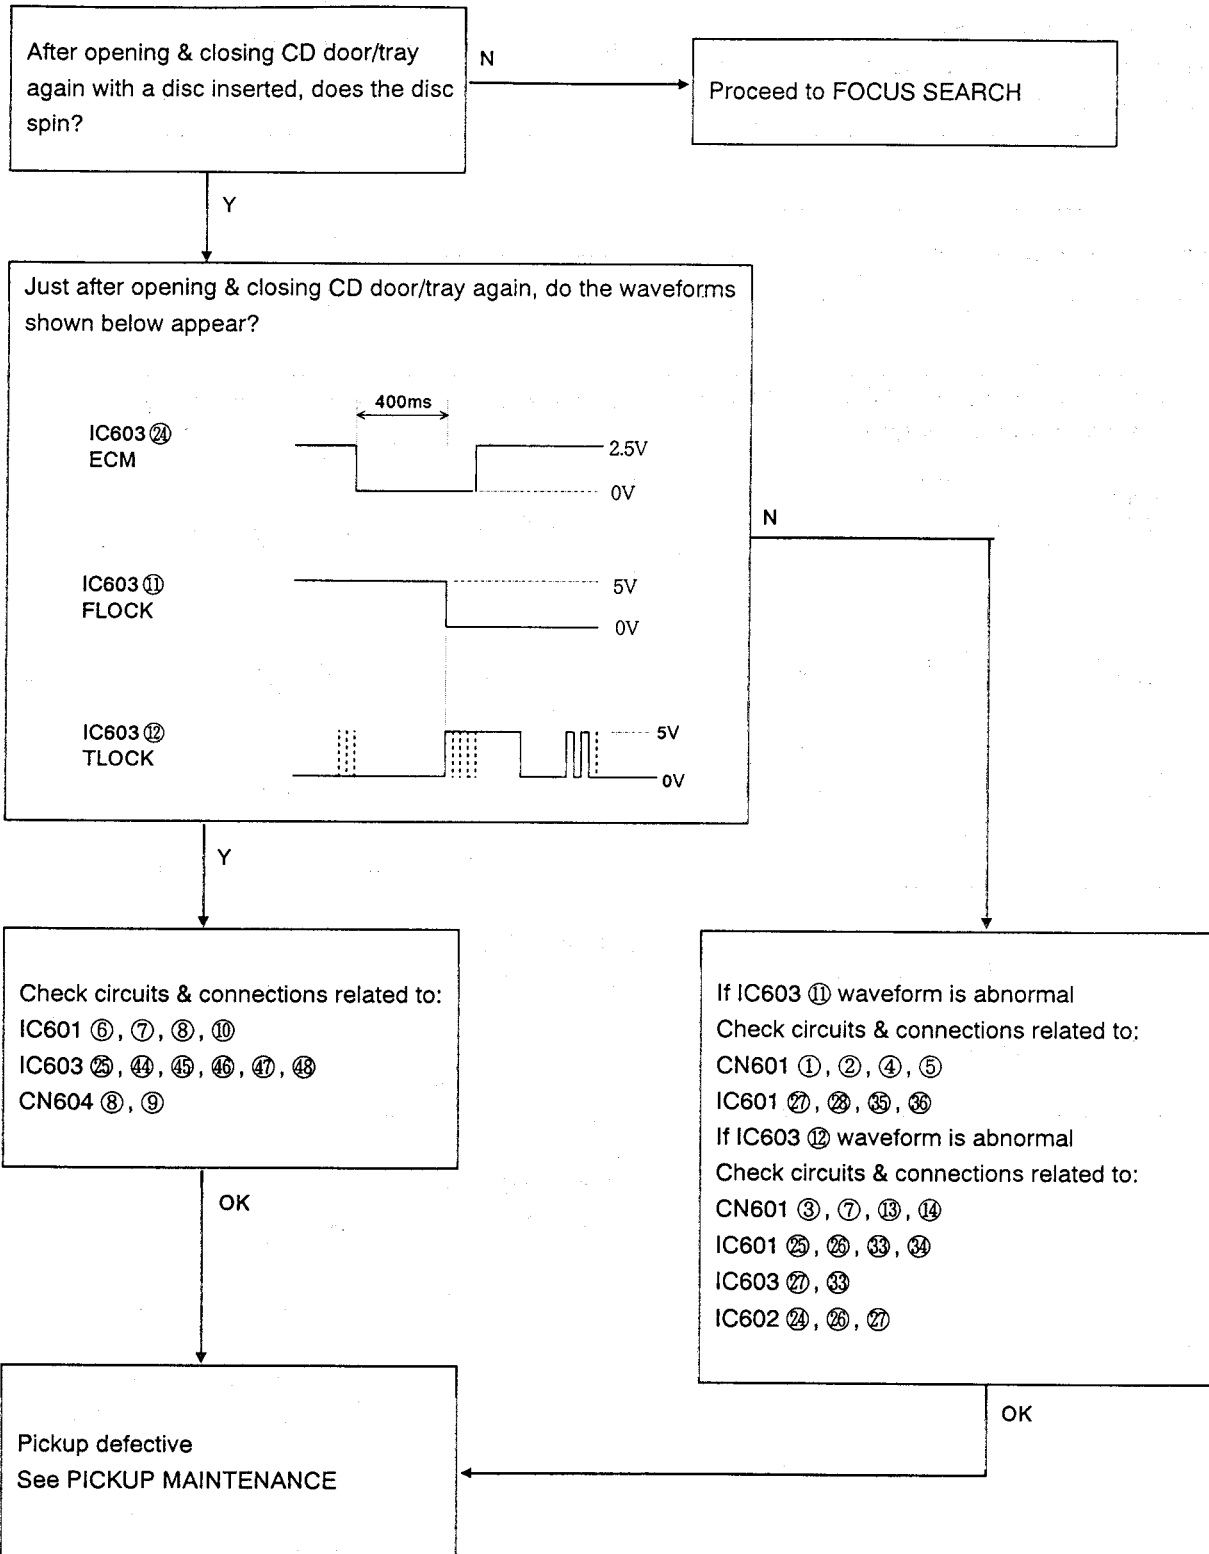 After opening & closing CD door/tray
again with a disc inserted, does the disc
spin?
N
Proceed to FOCUS SEARCH
Y
Just after opening & closing CD door/tray again, do the waveforms
shown below appear?
400ms
IC603 ㉔
ECM
2.5V
0V
IC603 ⑪
FLOCK
5V
0V
IC603 ⑫
TLOCK
5V
0V
N
Y
Check circuits & connections related to:
IC601 ⑥, ⑦, ⑧, ⑩
IC603 ㉕, ㊹, ㊺, ㊻, ㊼, ㊽
CN604 ⑧, ⑨
OK
If IC603 ⑪ waveform is abnormal
Check circuits & connections related to:
CN601 ①, ②, ④, ⑤
IC601 ㉗, ㉘, ㉟, ㊱
If IC603 ⑫ waveform is abnormal
Check circuits & connections related to:
CN601 ③, ⑦, ⑬, ⑭
IC601 ㉕, ㉖, ㉝, ㉞
IC603 ㉗, ㉝
IC602 ㉔, ㉖, ㉗
OK
Pickup defective
See PICKUP MAINTENANCE